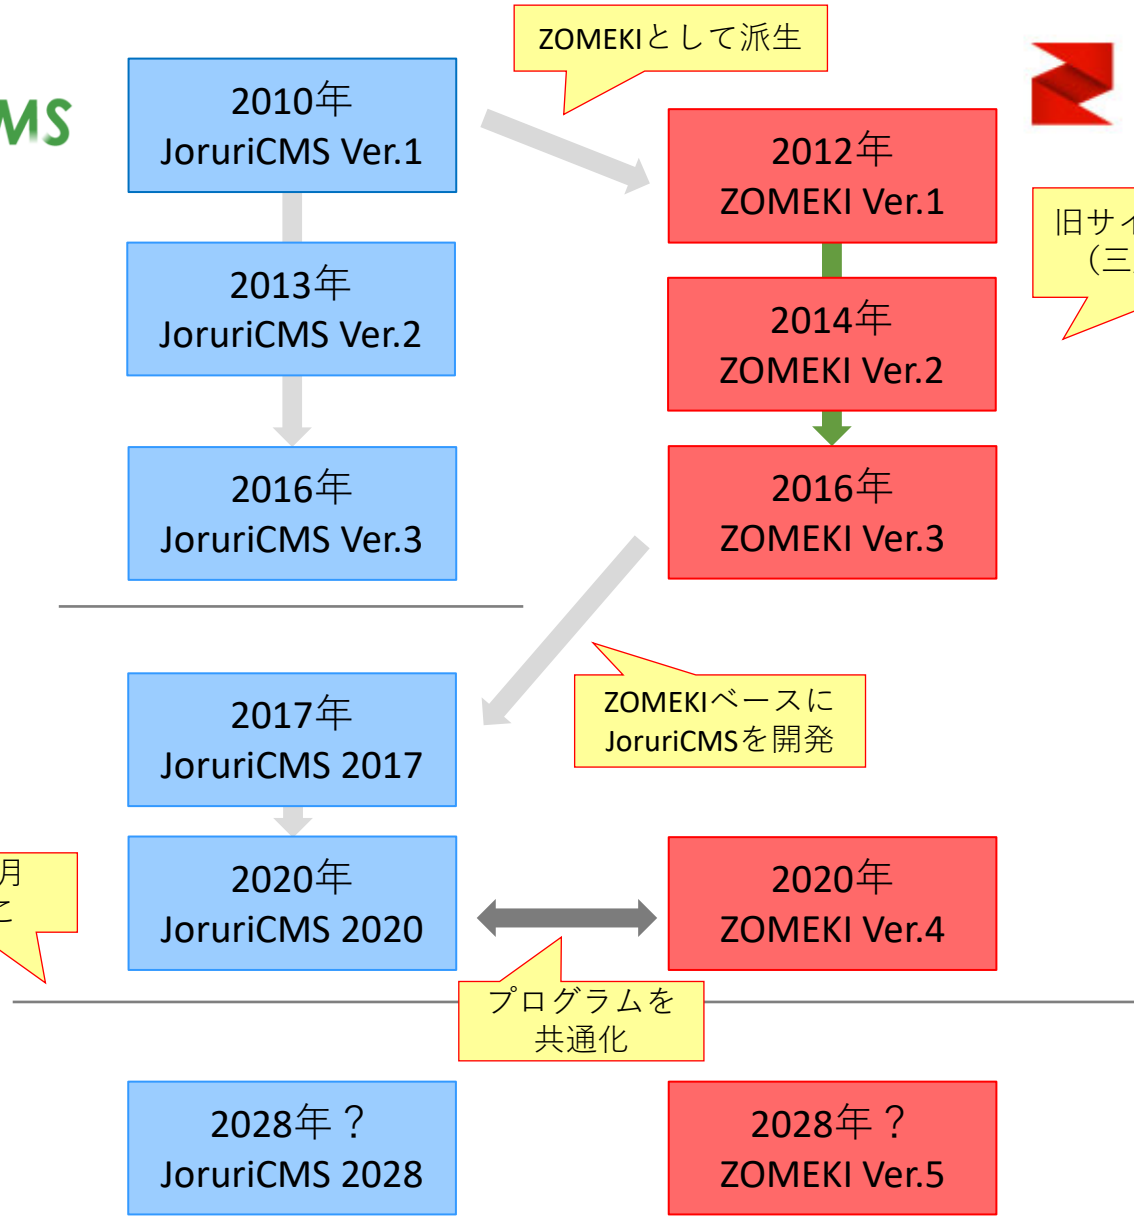 ZOMEKIとして派生
MS
2010年
JoruriCMS Ver.1
2012年
ZOMEKI Ver.1
旧サイ
（三
2013年
JoruriCMS Ver.2
2014年
ZOMEKI Ver.2
2016年
JoruriCMS Ver.3
2016年
ZOMEKI Ver.3
ZOMEKIベースに
JoruriCMSを開発
2017年
JoruriCMS 2017
月
2020年
JoruriCMS 2020
2020年
ZOMEKI Ver.4
プログラムを
共通化
2028年？
JoruriCMS 2028
2028年？
ZOMEKI Ver.5